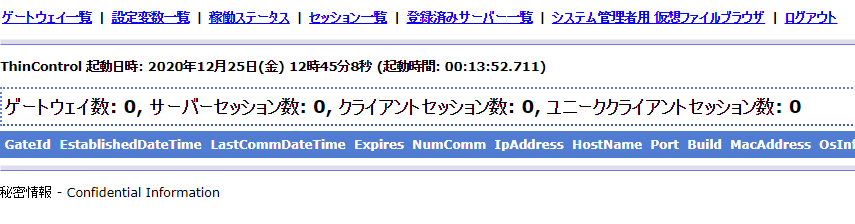 ゲートウェイ一覧 | 設定変数一覧 | 稼働ステータス | セッション一覧 | 登録済みサーバー一覧 | システム管理者用 仮想ファイルブラウザ | ログアウト
ThinControl 起動日時: 2020年12月25日(金) 12時45分8秒 (起動時間: 00:13:52.711)
ゲートウェイ数: 0, サーバーセッション数: 0, クライアントセッション数: 0, ユニーククライアントセッション数: 0
GateId EstablishedDateTime LastCommDateTime Expires NumComm IpAddress HostName Port Build MacAddress OsInf
秘密情報 - Confidential Information